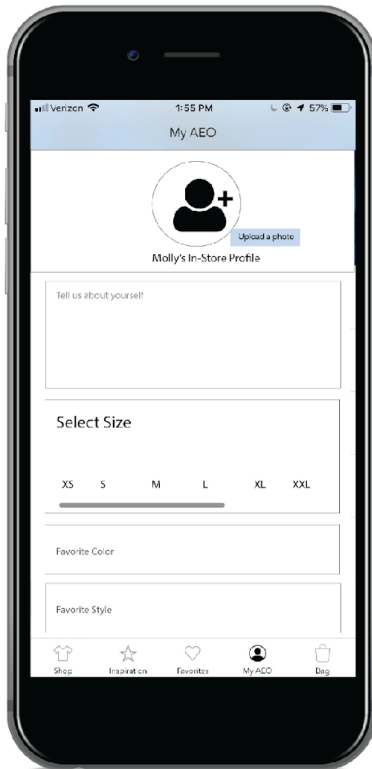 Verizon 1:55 PM 57%
My AEO
Upload a photo
Molly's In-Store Profile
Tell us about yourself
Select Size
XS S M L XL XXL
Favorite Color
Favorite Style
Shop Inspiration Favorites My AEO Bag